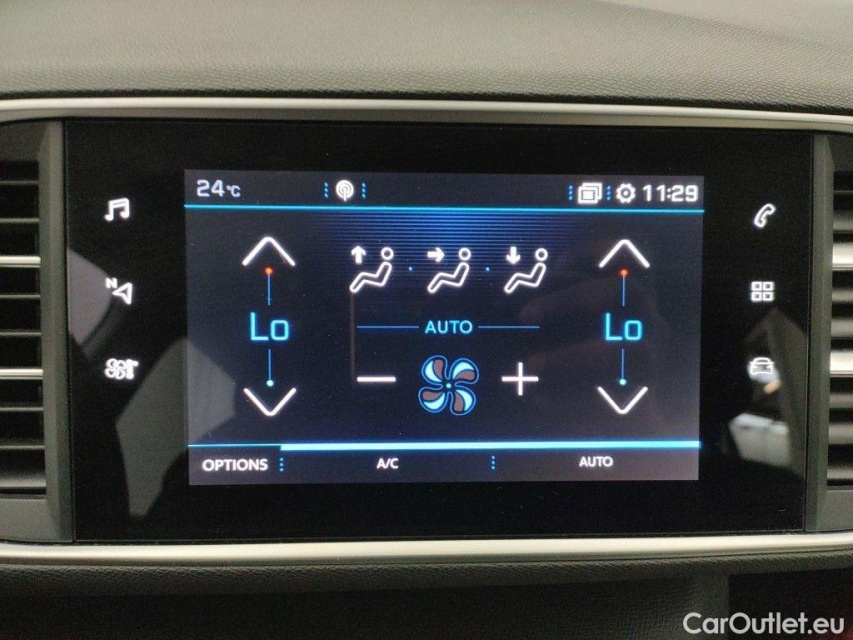 24°C
11:29
N
Lo
AUTO
Lo
OPTIONS A/C AUTO
CarOutlet.eu